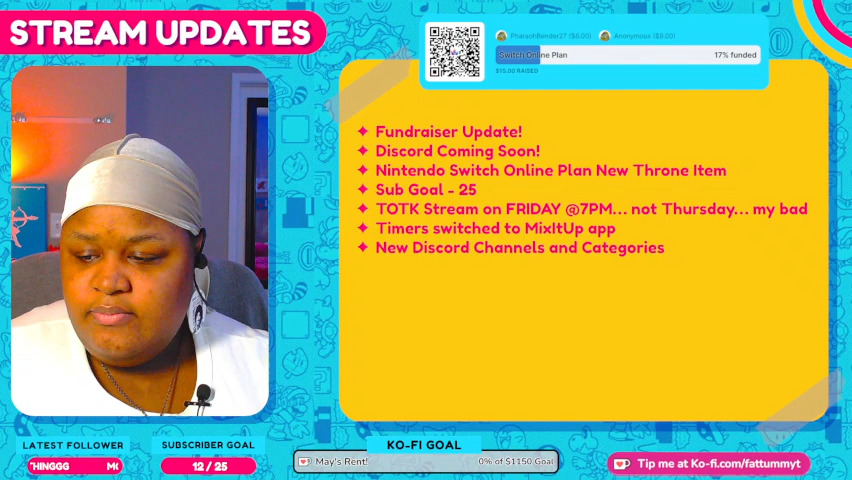 STREAM UPDATES
PharaohBender27 ($6.00) Anonymous ($9.00)
Switch Online Plan 17% funded
$15.00 RAISED
Fundraiser Update!
Discord Coming Soon!
Nintendo Switch Online Plan New Throne Item
Sub Goal - 25
TOTK Stream on FRIDAY @7PM... not Thursday... my bad
Timers switched to MixItUp app
New Discord Channels and Categories
LATEST FOLLOWER
THINGGG
SUBSCRIBER GOAL
12 / 25
KO-FI GOAL
May's Rent! 0% of $1150 Goal
Tip me at Ko-fi.com/fattummyt